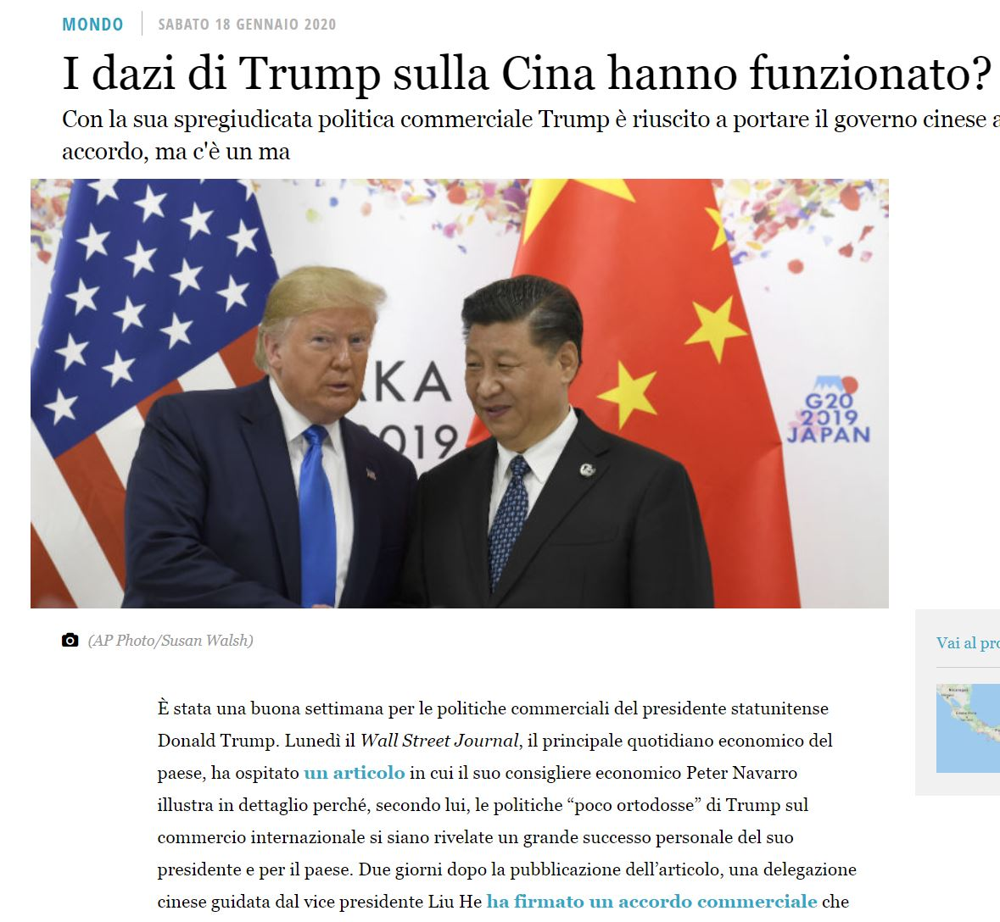 MONDO
SABATO 18 GENNAIO 2020
I dazi di Trump sulla Cina hanno funzionato?
Con la sua spregiudicata politica commerciale Trump è riuscito a portare il governo cinese a
accordo, ma c'è un ma
AKA
2019
G20
2019
JAPAN
(AP Photo/Susan Walsh)
Vai al pro
È stata una buona settimana per le politiche commerciali del presidente statunitense
Donald Trump. Lunedì il Wall Street Journal, il principale quotidiano economico del
paese, ha ospitato un articolo in cui il suo consigliere economico Peter Navarro
illustra in dettaglio perché, secondo lui, le politiche “poco ortodosse” di Trump sul
commercio internazionale si siano rivelate un grande successo personale del suo
presidente e per il paese. Due giorni dopo la pubblicazione dell’articolo, una delegazione
cinese guidata dal vice presidente Liu He ha firmato un accordo commerciale che